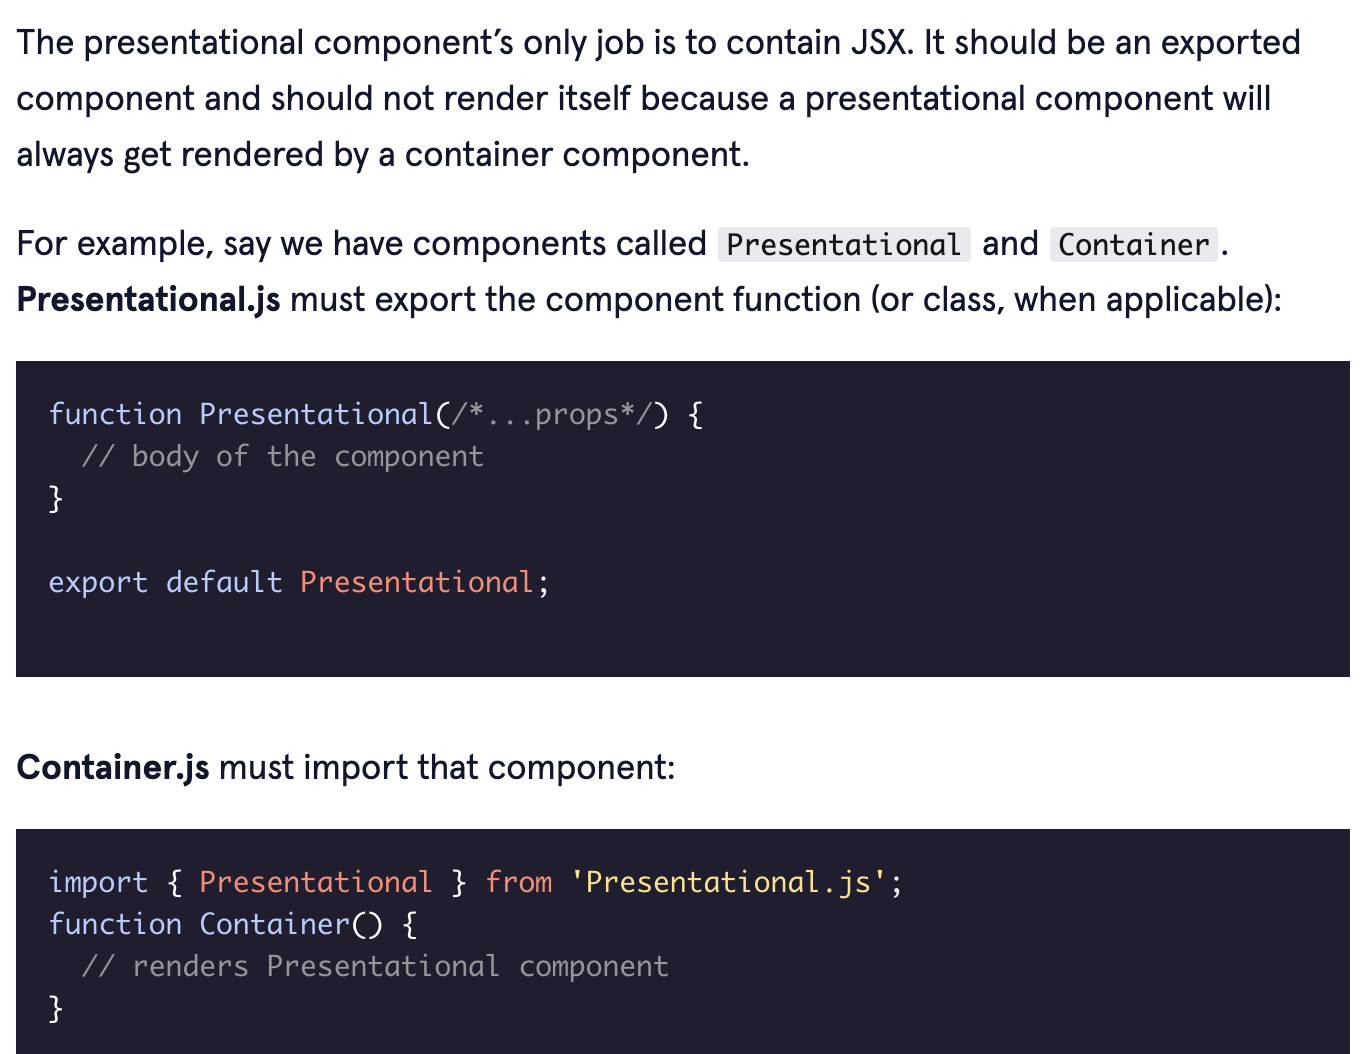 The presentational component’s only job is to contain JSX. It should be an exported
component and should not render itself because a presentational component will
always get rendered by a container component.
For example, say we have components called Presentational and Container.
Presentational.js must export the component function (or class, when applicable):
function Presentational(/*...props*/) {
  // body of the component
}
export default Presentational;
Container.js must import that component:
import { Presentational } from 'Presentational.js';
function Container() {
  // renders Presentational component
}